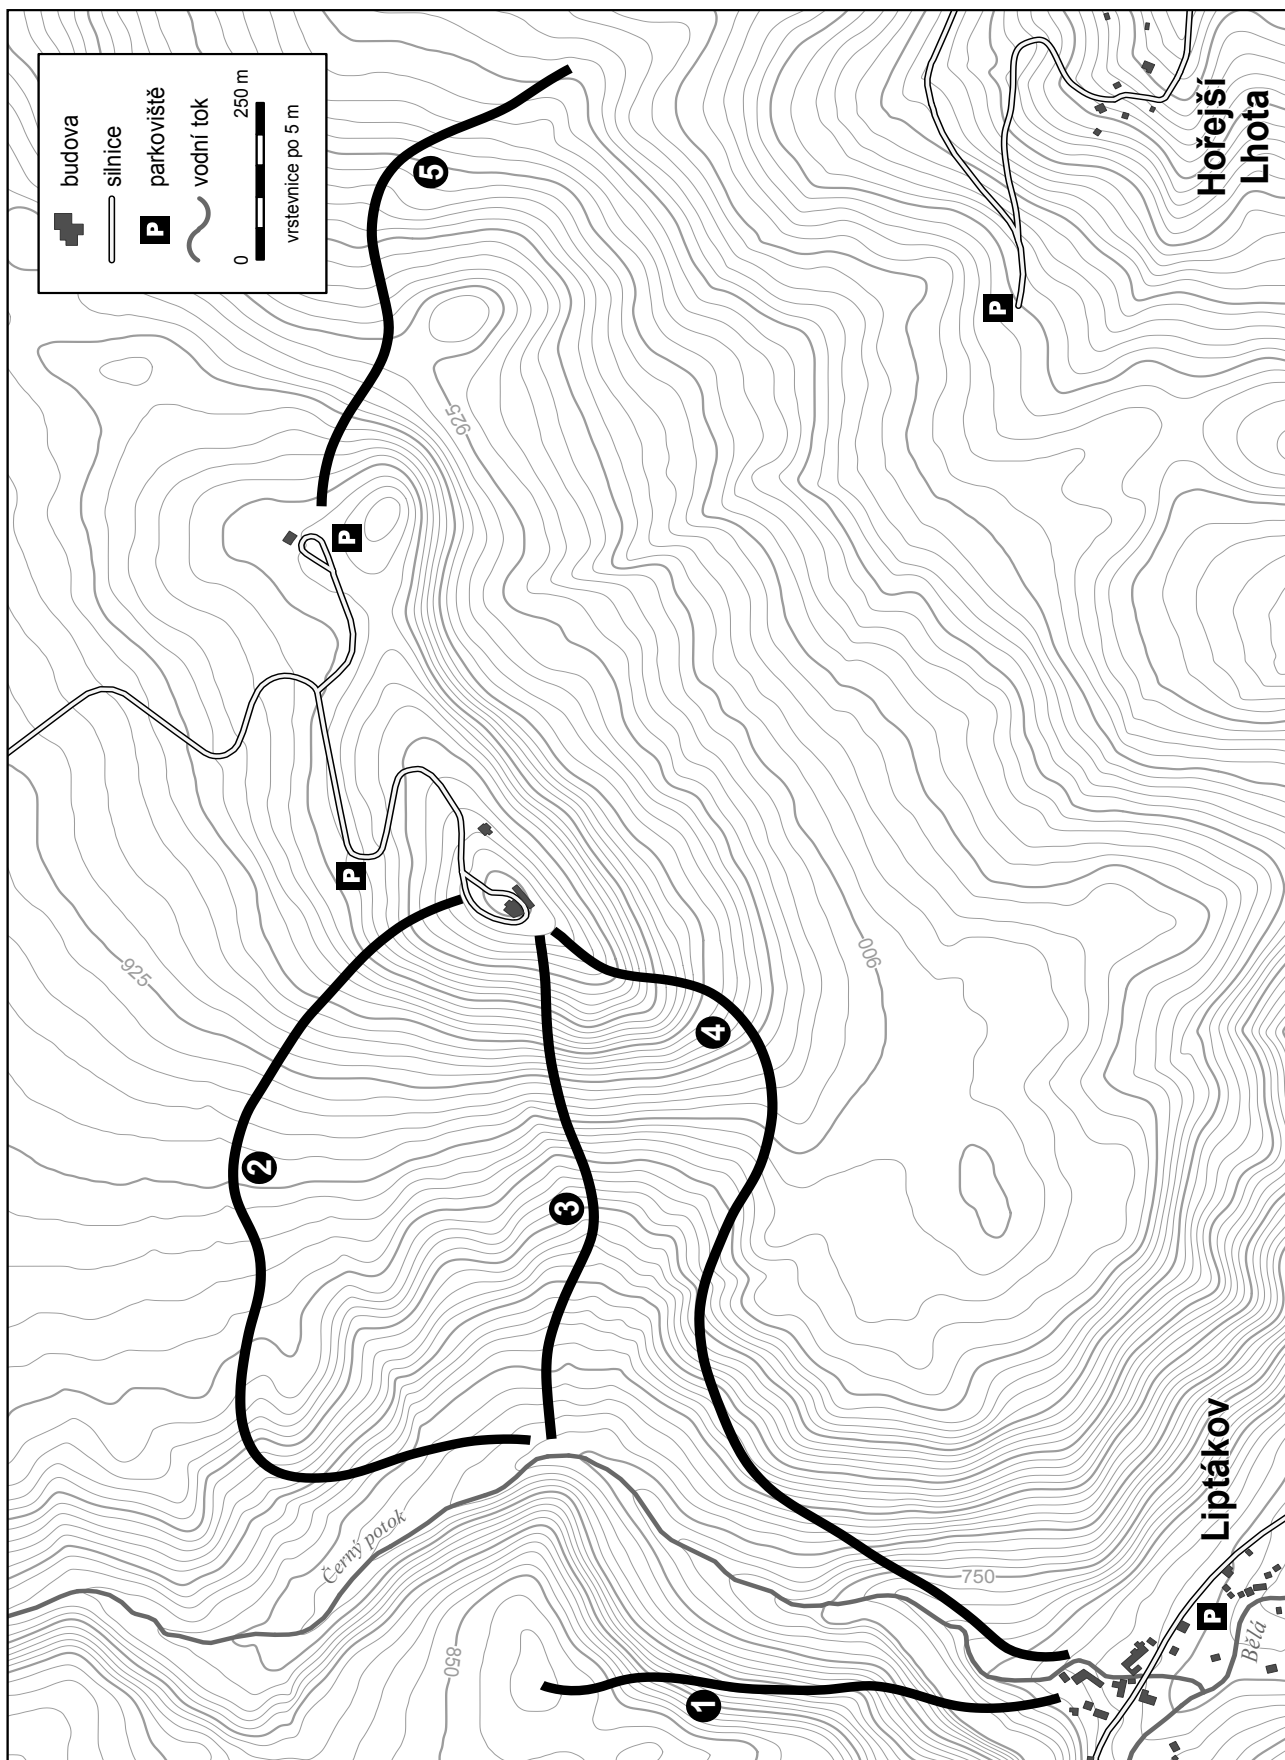 budova
silnice
P parkoviště
vodní tok
0 250 m
vrstevnice po 5 m
5
P
925
P
P
Hořejší
Lhota
925
2
3
4
900
Černý potok
850
1
750
Liptákov
P
Bělá